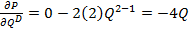 ∂P/∂Q^D = 0 − 2(2)Q^{2−1} = −4Q